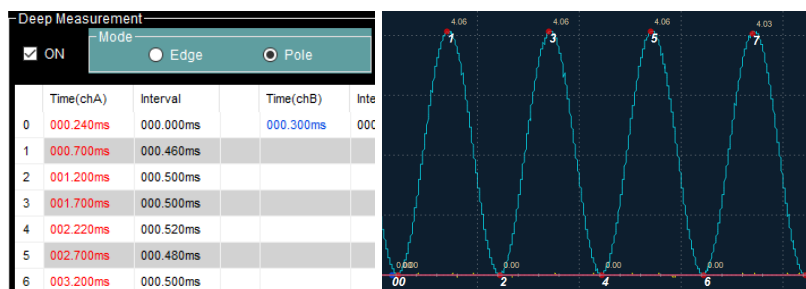 Deep Measurement
Mode
ON Edge Pole
Time(chA) Interval Time(chB) Inte
0 000.240ms 000.000ms 000.300ms 000
1 000.700ms 000.460ms
2 001.200ms 000.500ms
3 001.700ms 000.500ms
4 002.220ms 000.520ms
5 002.700ms 000.480ms
6 003.200ms 000.500ms
4.06 4.06 4.06 4.03
1 3 5 7
0.00 0.00 0.00
00 2 4 6